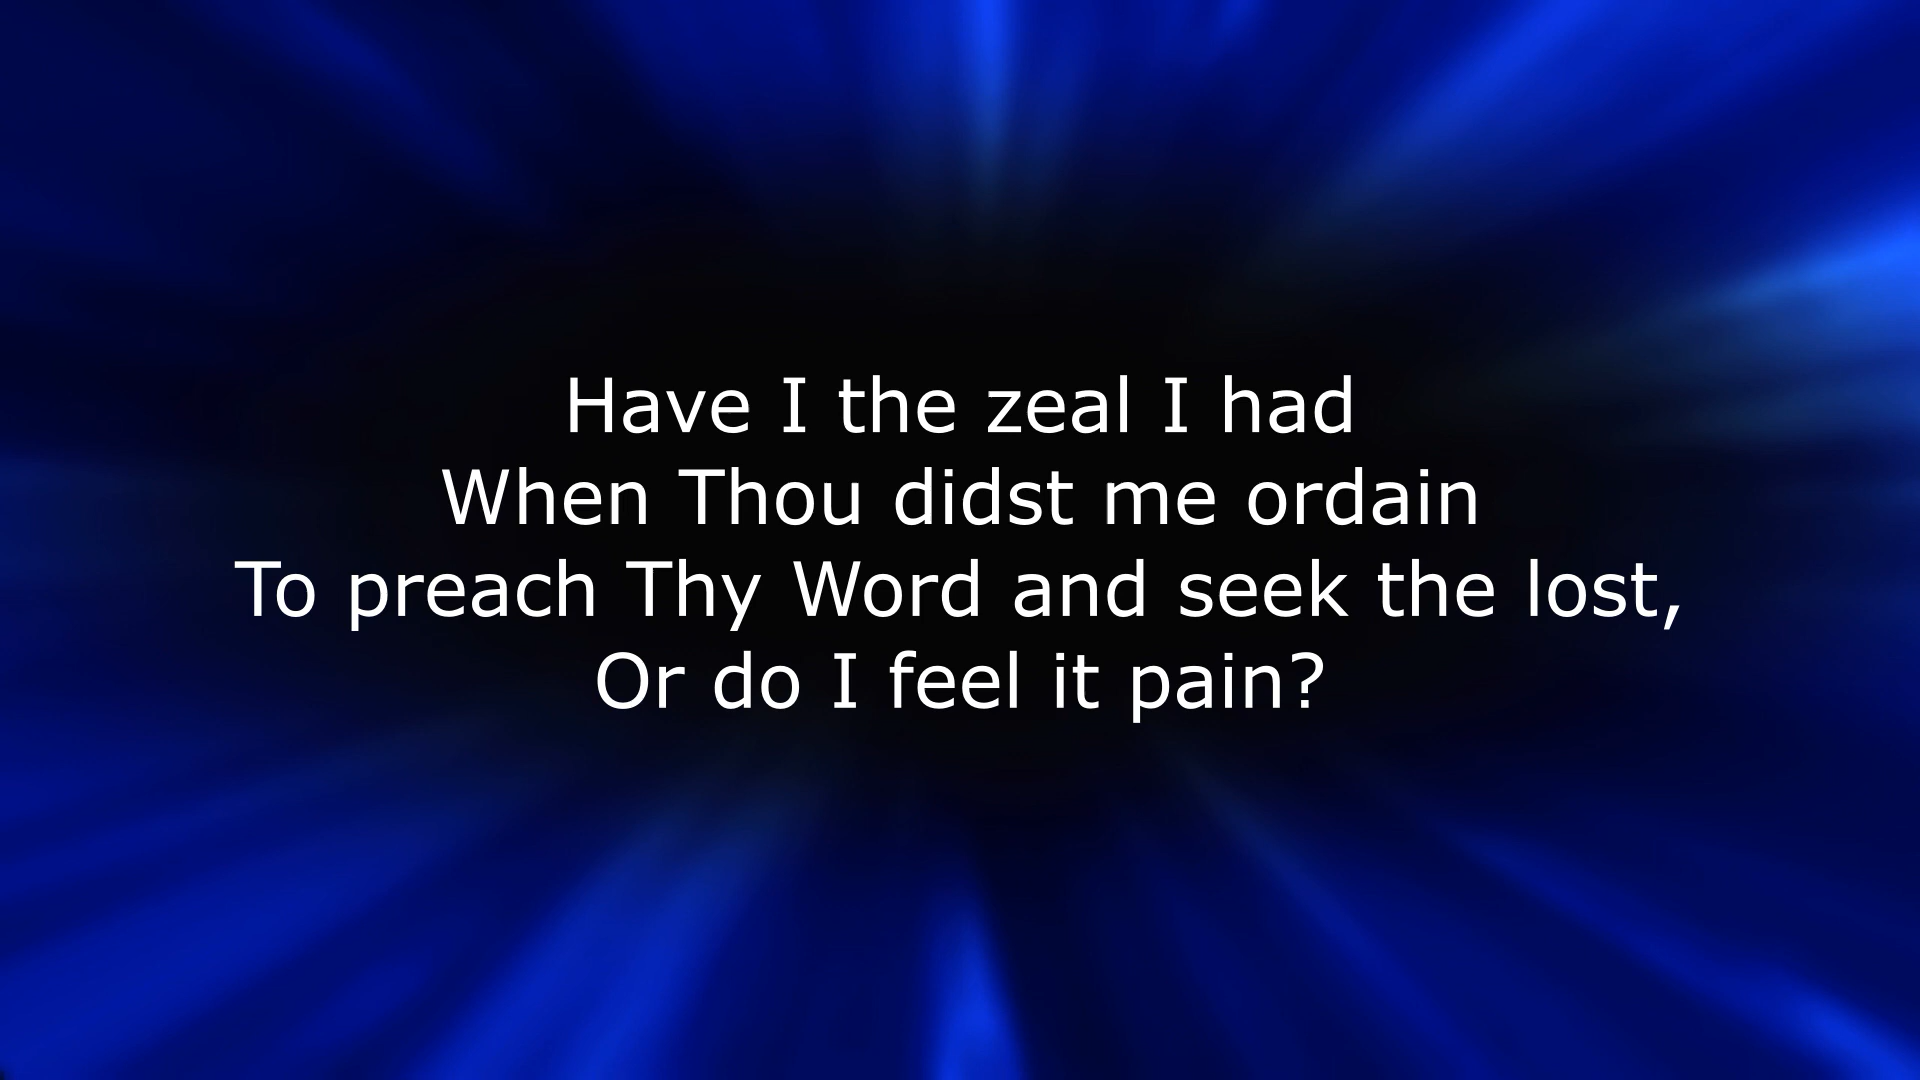 Have I the zeal I had
When Thou didst me ordain
To preach Thy Word and seek the lost,
Or do I feel it pain?